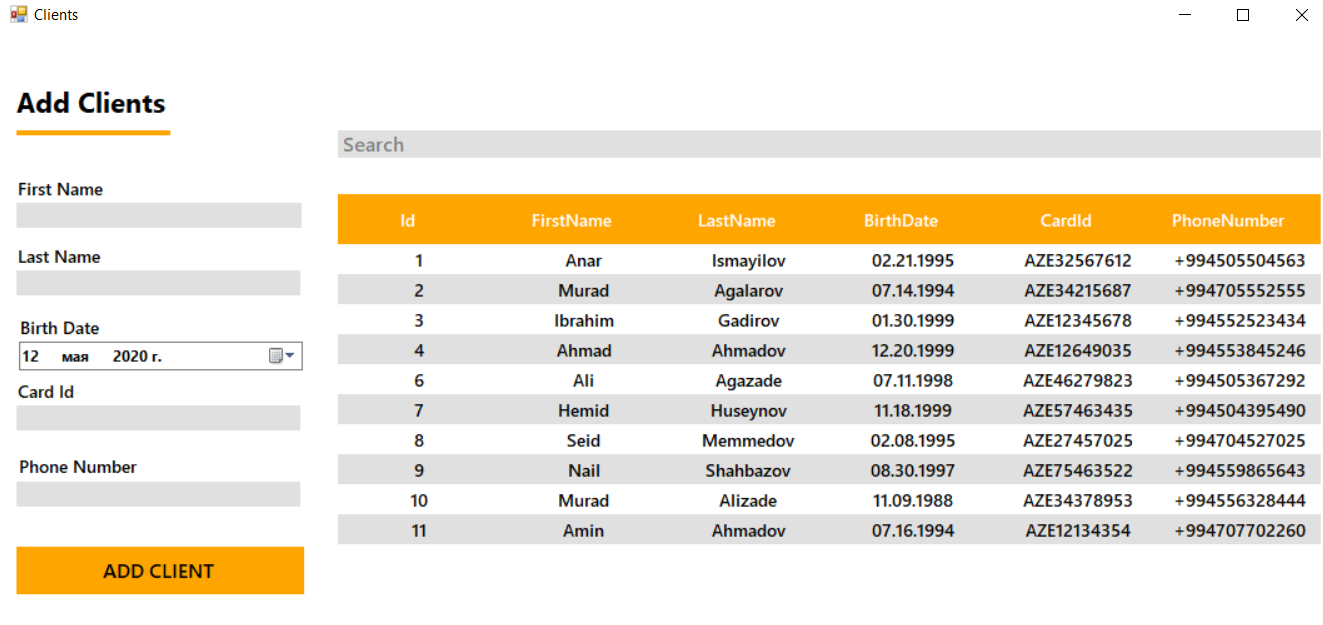 Clients
Add Clients
First Name
Last Name
Birth Date
12 мая 2020 г.
Card Id
Phone Number
ADD CLIENT
Search
Id FirstName LastName BirthDate CardId PhoneNumber
1 Anar Ismayilov 02.21.1995 AZE32567612 +994505504563
2 Murad Agalarov 07.14.1994 AZE34215687 +994705552555
3 Ibrahim Gadirov 01.30.1999 AZE12345678 +994552523434
4 Ahmad Ahmadov 12.20.1999 AZE12649035 +994553845246
6 Ali Agazade 07.11.1998 AZE46279823 +994505367292
7 Hemid Huseynov 11.18.1999 AZE57463435 +994504395490
8 Seid Memmedov 02.08.1995 AZE27457025 +994704527025
9 Nail Shahbazov 08.30.1997 AZE75463522 +994559865643
10 Murad Alizade 11.09.1988 AZE34378953 +994556328444
11 Amin Ahmadov 07.16.1994 AZE12134354 +994707702260